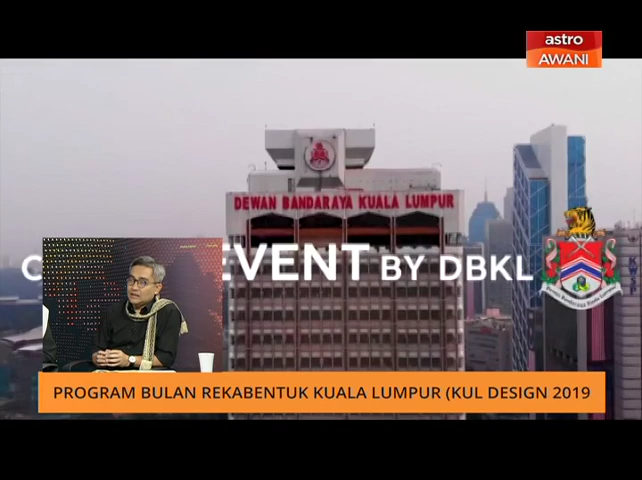 astro
AWANI
DEWAN BANDARAYA KUALA LUMPUR
EVENT BY DBKL
PROGRAM BULAN REKABENTUK KUALA LUMPUR (KUL DESIGN 2019